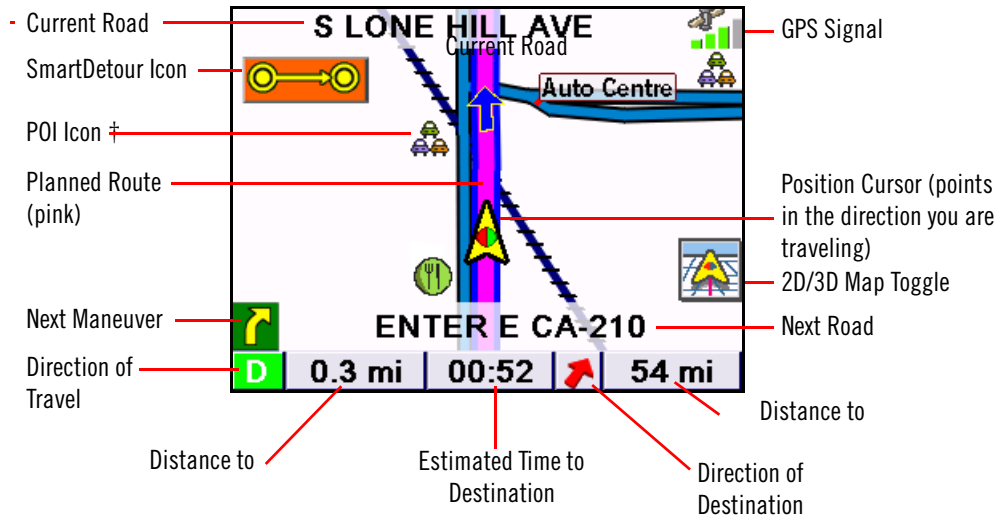 Current Road
S LONE HILL AVE
Current Road
GPS Signal
SmartDetour Icon
Auto Centre
POI Icon †
Planned Route
(pink)
Position Cursor (points
in the direction you are
traveling)
2D/3D Map Toggle
Next Maneuver
ENTER E CA-210
Next Road
Direction of
Travel
D
0.3 mi
00:52
54 mi
Distance to
Distance to
Estimated Time to
Destination
Direction of
Destination